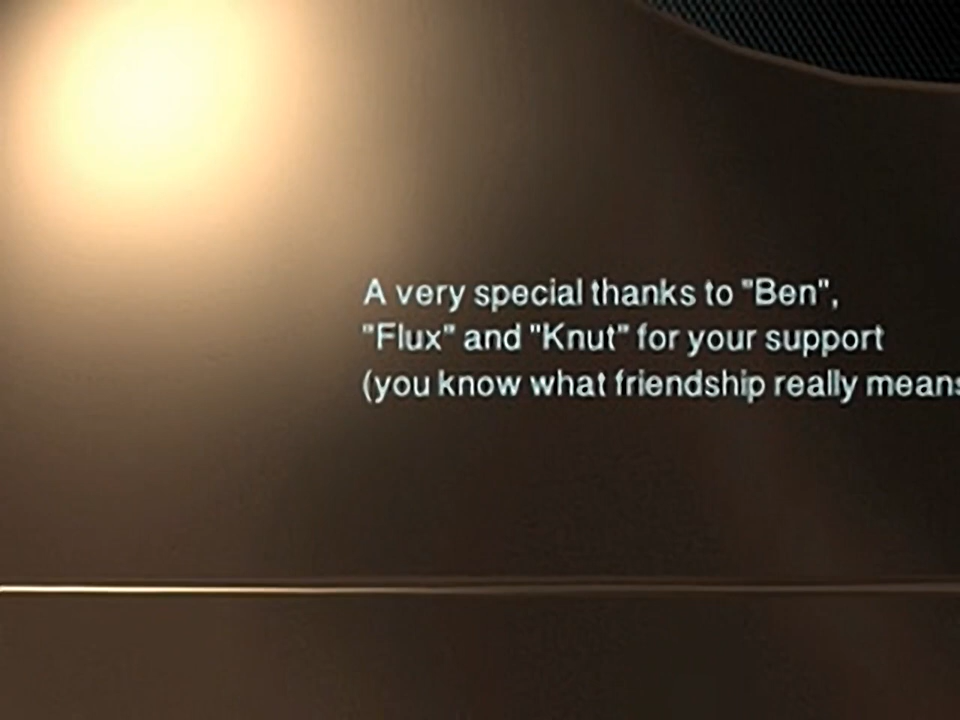 A very special thanks to "Ben",
"Flux" and "Knut" for your support
(you know what friendship really means